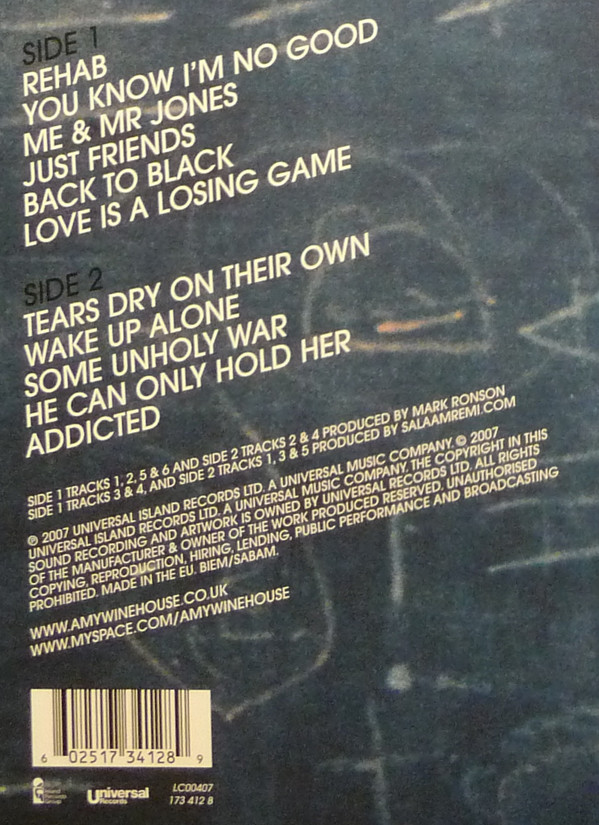 SIDE 1
REHAB
YOU KNOW I'M NO GOOD
ME & MR JONES
JUST FRIENDS
BACK TO BLACK
LOVE IS A LOSING GAME
SIDE 2
TEARS DRY ON THEIR OWN
WAKE UP ALONE
SOME UNHOLY WAR
HE CAN ONLY HOLD HER
ADDICTED
SIDE 1 TRACKS 1, 2, 5 & 6 AND SIDE 2 TRACKS 2 & 4 PRODUCED BY MARK RONSON
SIDE 1 TRACKS 3 & 4, AND SIDE 2 TRACKS 1, 3 & 5 PRODUCED BY SALAAMREMI.COM
℗ 2007 UNIVERSAL ISLAND RECORDS LTD. A UNIVERSAL MUSIC COMPANY. © 2007
UNIVERSAL ISLAND RECORDS LTD. A UNIVERSAL MUSIC COMPANY. THE COPYRIGHT IN THIS
SOUND RECORDING AND ARTWORK IS OWNED BY UNIVERSAL RECORDS LTD. ALL RIGHTS
OF THE MANUFACTURER & OWNER OF THE WORK PRODUCED RESERVED. UNAUTHORISED
COPYING, REPRODUCTION, HIRING, LENDING, PUBLIC PERFORMANCE AND BROADCASTING
PROHIBITED. MADE IN THE EU. BIEM/SABAM.
WWW.AMYWINEHOUSE.CO.UK
WWW.MYSPACE.COM/AMYWINEHOUSE
6 02517 34128 9
Island Records Group
Universal Records
LC00407
173 412 8